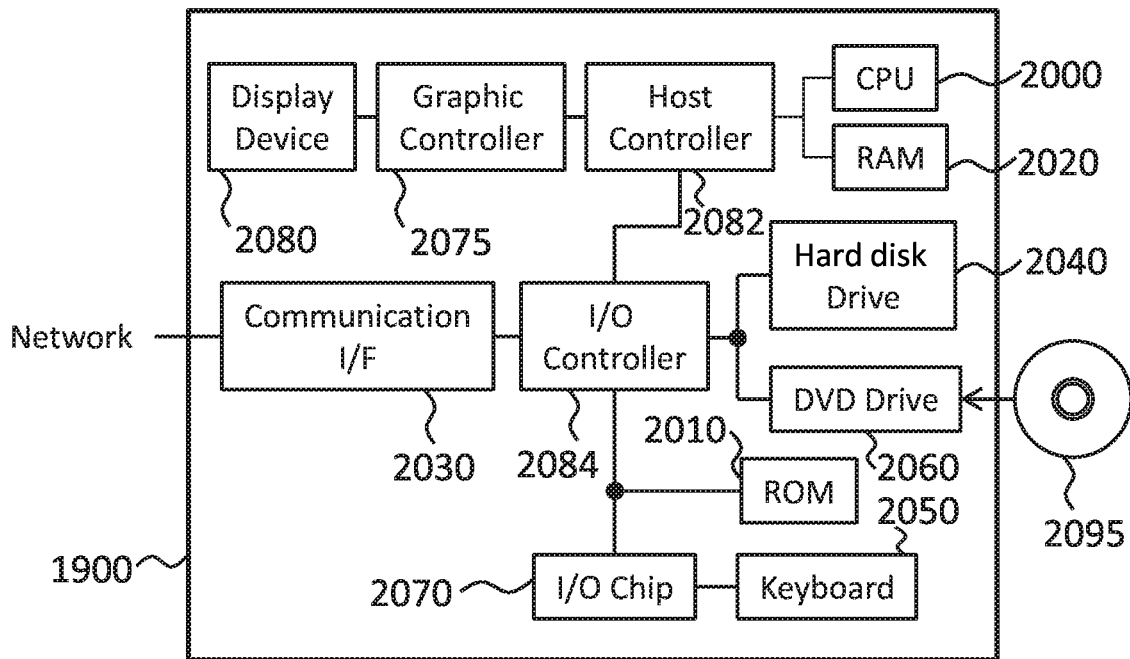 Display
Device
Graphic
Controller
Host
Controller
CPU
2000
RAM
2020
2080
2075
2082
Hard disk
Drive
2040
Network
Communication
I/F
I/O
Controller
DVD Drive
2030
2084
2010
2060
ROM
2050
2095
1900
2070
I/O Chip
Keyboard